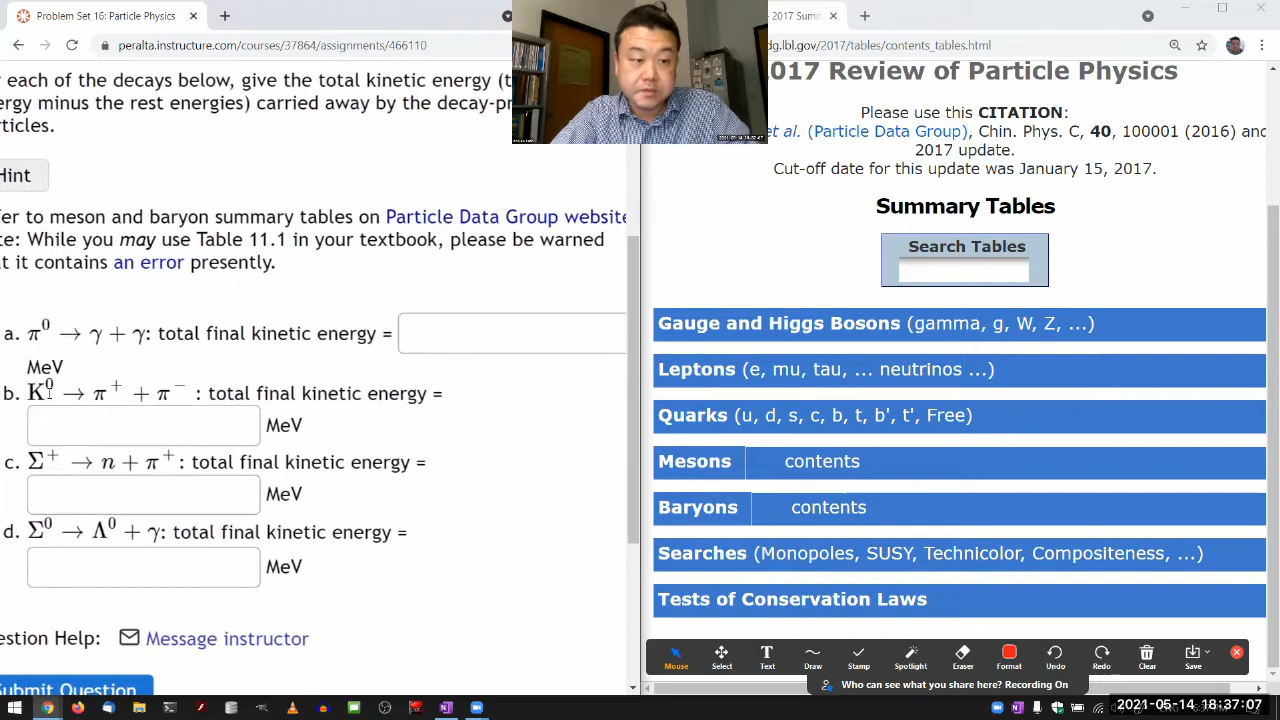 Problem Set 16: Particle Physics
2017 Summ
peralta.instructure.com/courses/37864/assignments/466110
dg.lbl.gov/2017/tables/contents_tables.html
r each of the decays below, give the total kinetic energy (t
ergy minus the rest energies) carried away by the decay-pr
rticles.
Hint
fer to meson and baryon summary tables on Particle Data Group website
te: While you may use Table 11.1 in your textbook, please be warned
at it contains an error presently.
a. π⁰ → γ + γ: total final kinetic energy =
MeV
b. K⁰ → π⁺ + π⁻ : total final kinetic energy =
MeV
c. Σ⁺ → n + π⁺: total final kinetic energy =
MeV
d. Σ⁰ → Λ⁰ + γ: total final kinetic energy =
MeV
estion Help: Message instructor
Submit Question
2017 Review of Particle Physics
Please use this CITATION:
et al. (Particle Data Group), Chin. Phys. C, 40, 100001 (2016) and
2017 update.
Cut-off date for this update was January 15, 2017.
Summary Tables
Search Tables
Gauge and Higgs Bosons (gamma, g, W, Z, ...)
Leptons (e, mu, tau, ... neutrinos ...)
Quarks (u, d, s, c, b, t, b', t', Free)
Mesons contents
Baryons contents
Searches (Monopoles, SUSY, Technicolor, Compositeness, ...)
Tests of Conservation Laws
Mouse Select Text Draw Stamp Spotlight Eraser Format Undo Redo Clear Save
Who can see what you share here? Recording On
2021-05-14 18:37:07